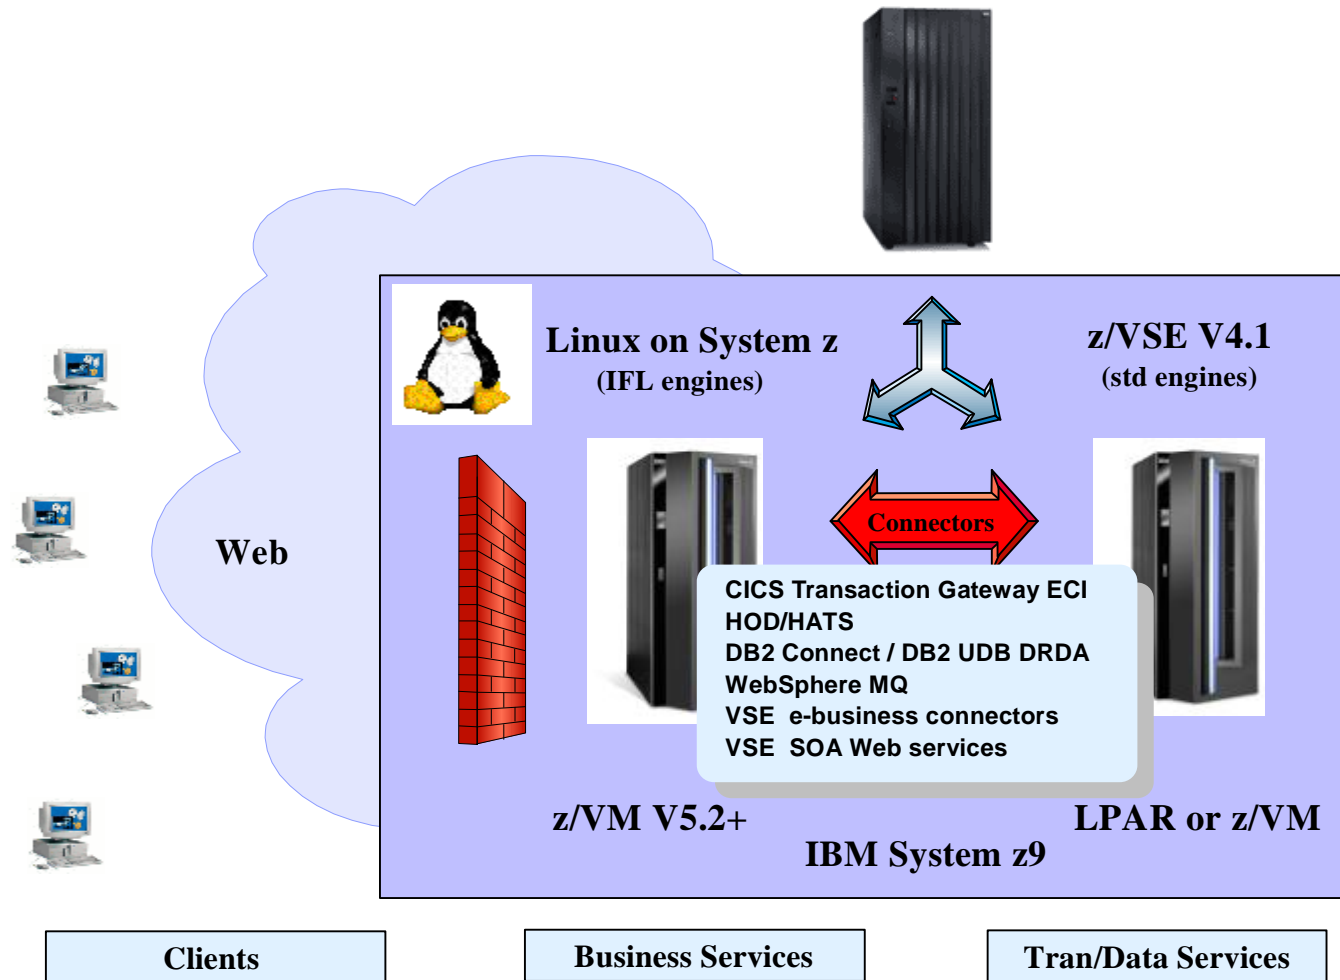 Linux on System z
(IFL engines)
z/VSE V4.1
(std engines)
Web
Connectors
CICS Transaction Gateway ECI
HOD/HATS
DB2 Connect / DB2 UDB DRDA
WebSphere MQ
VSE e-business connectors
VSE SOA Web services
z/VM V5.2+
LPAR or z/VM
IBM System z9
Clients
Business Services
Tran/Data Services